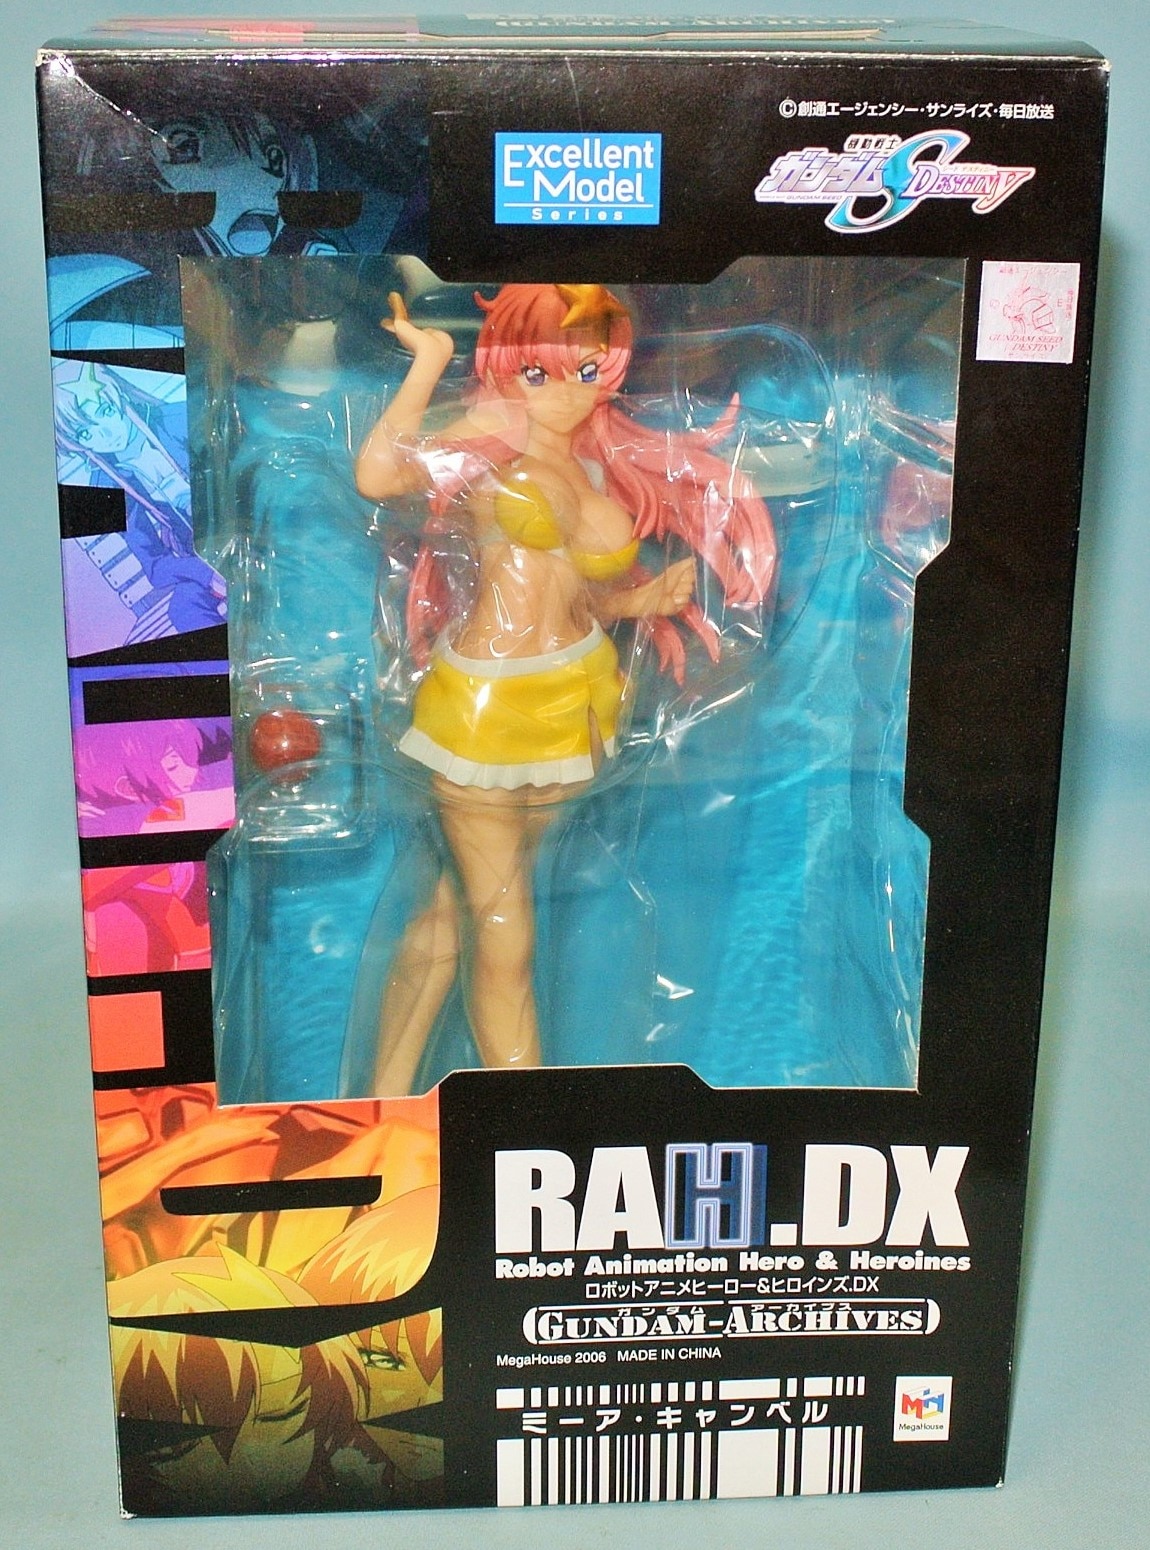 ©創通エージェンシー・サンライズ・毎日放送
Excellent
Model
Series
機動戦士
ガンダムSEED DESTINY
GUNDAM SEED
GUNDAM SEED
DESTINY
RAH.DX
Robot Animation Hero & Heroines
ロボットアニメヒーロー&ヒロインズ.DX
ガンダム アーカイブス
(GUNDAM-ARCHIVES)
MegaHouse 2006 MADE IN CHINA
ミーア・キャンベル
MegaHouse